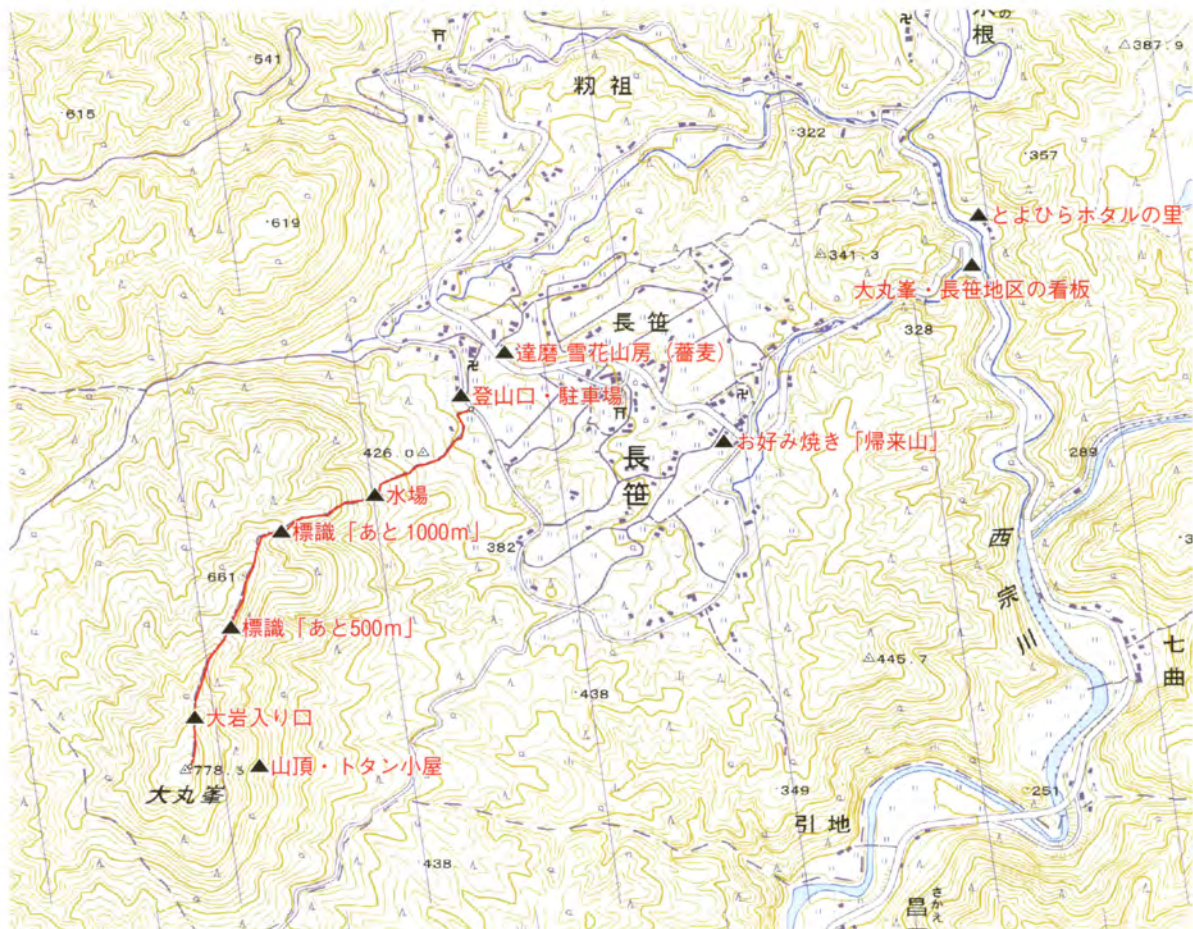 541
水の
根
387.9
615
籾祖
322
357
619
とよひらホタルの里
341.3
大丸峯・長笹地区の看板
長笹
328
達磨 雪花山房（蕎麦）
登山口・駐車場
426.0
お好み焼き「帰来山」
289
長笹
水場
標識「あと1000m」
382
西宗川
661
標識「あと500m」
445.7
七曲
438
大岩入り口
山頂・トタン小屋
大丸峯
349
251
引地
438
さかえ
昌